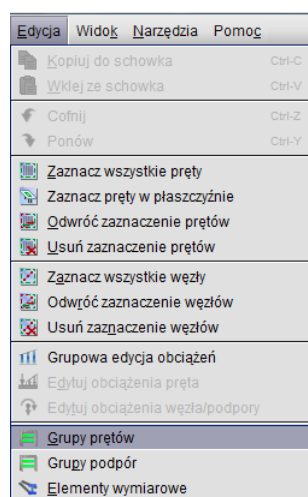 Edycja Widok Narzędzia Pomoc
Kopiuj do schowka Ctrl-C
Wklej ze schowka Ctrl-V
Cofnij Ctrl-Z
Ponów Ctrl-Y
Zaznacz wszystkie pręty
Zaznacz pręty w płaszczyźnie
Odwróć zaznaczenie prętów
Usuń zaznaczenie prętów
Zaznacz wszystkie węzły
Odwróć zaznaczenie węzłów
Usuń zaznaczenie węzłów
Grupowa edycja obciążeń
Edytuj obciążenia pręta
Edytuj obciążenia węzła/podpory
Grupy prętów
Grupy podpór
Elementy wymiarowe